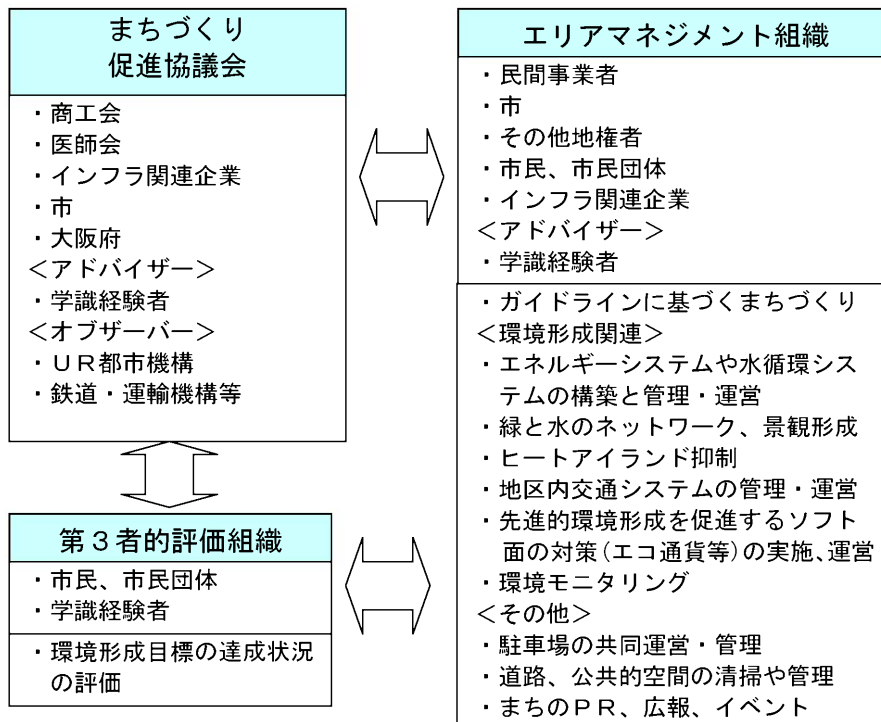 まちづくり
促進協議会
・商工会
・医師会
・インフラ関連企業
・市
・大阪府
＜アドバイザー＞
・学識経験者
＜オブザーバー＞
・ＵＲ都市機構
・鉄道・運輸機構等
第３者的評価組織
・市民、市民団体
・学識経験者
・環境形成目標の達成状況
の評価
エリアマネジメント組織
・民間事業者
・市
・その他地権者
・市民、市民団体
・インフラ関連企業
＜アドバイザー＞
・学識経験者
・ガイドラインに基づくまちづくり
＜環境形成関連＞
・エネルギーシステムや水循環シス
テムの構築と管理・運営
・緑と水のネットワーク、景観形成
・ヒートアイランド抑制
・地区内交通システムの管理・運営
・先進的環境形成を促進するソフト
面の対策(エコ通貨等)の実施、運営
・環境モニタリング
＜その他＞
・駐車場の共同運営・管理
・道路、公共的空間の清掃や管理
・まちのＰＲ、広報、イベント